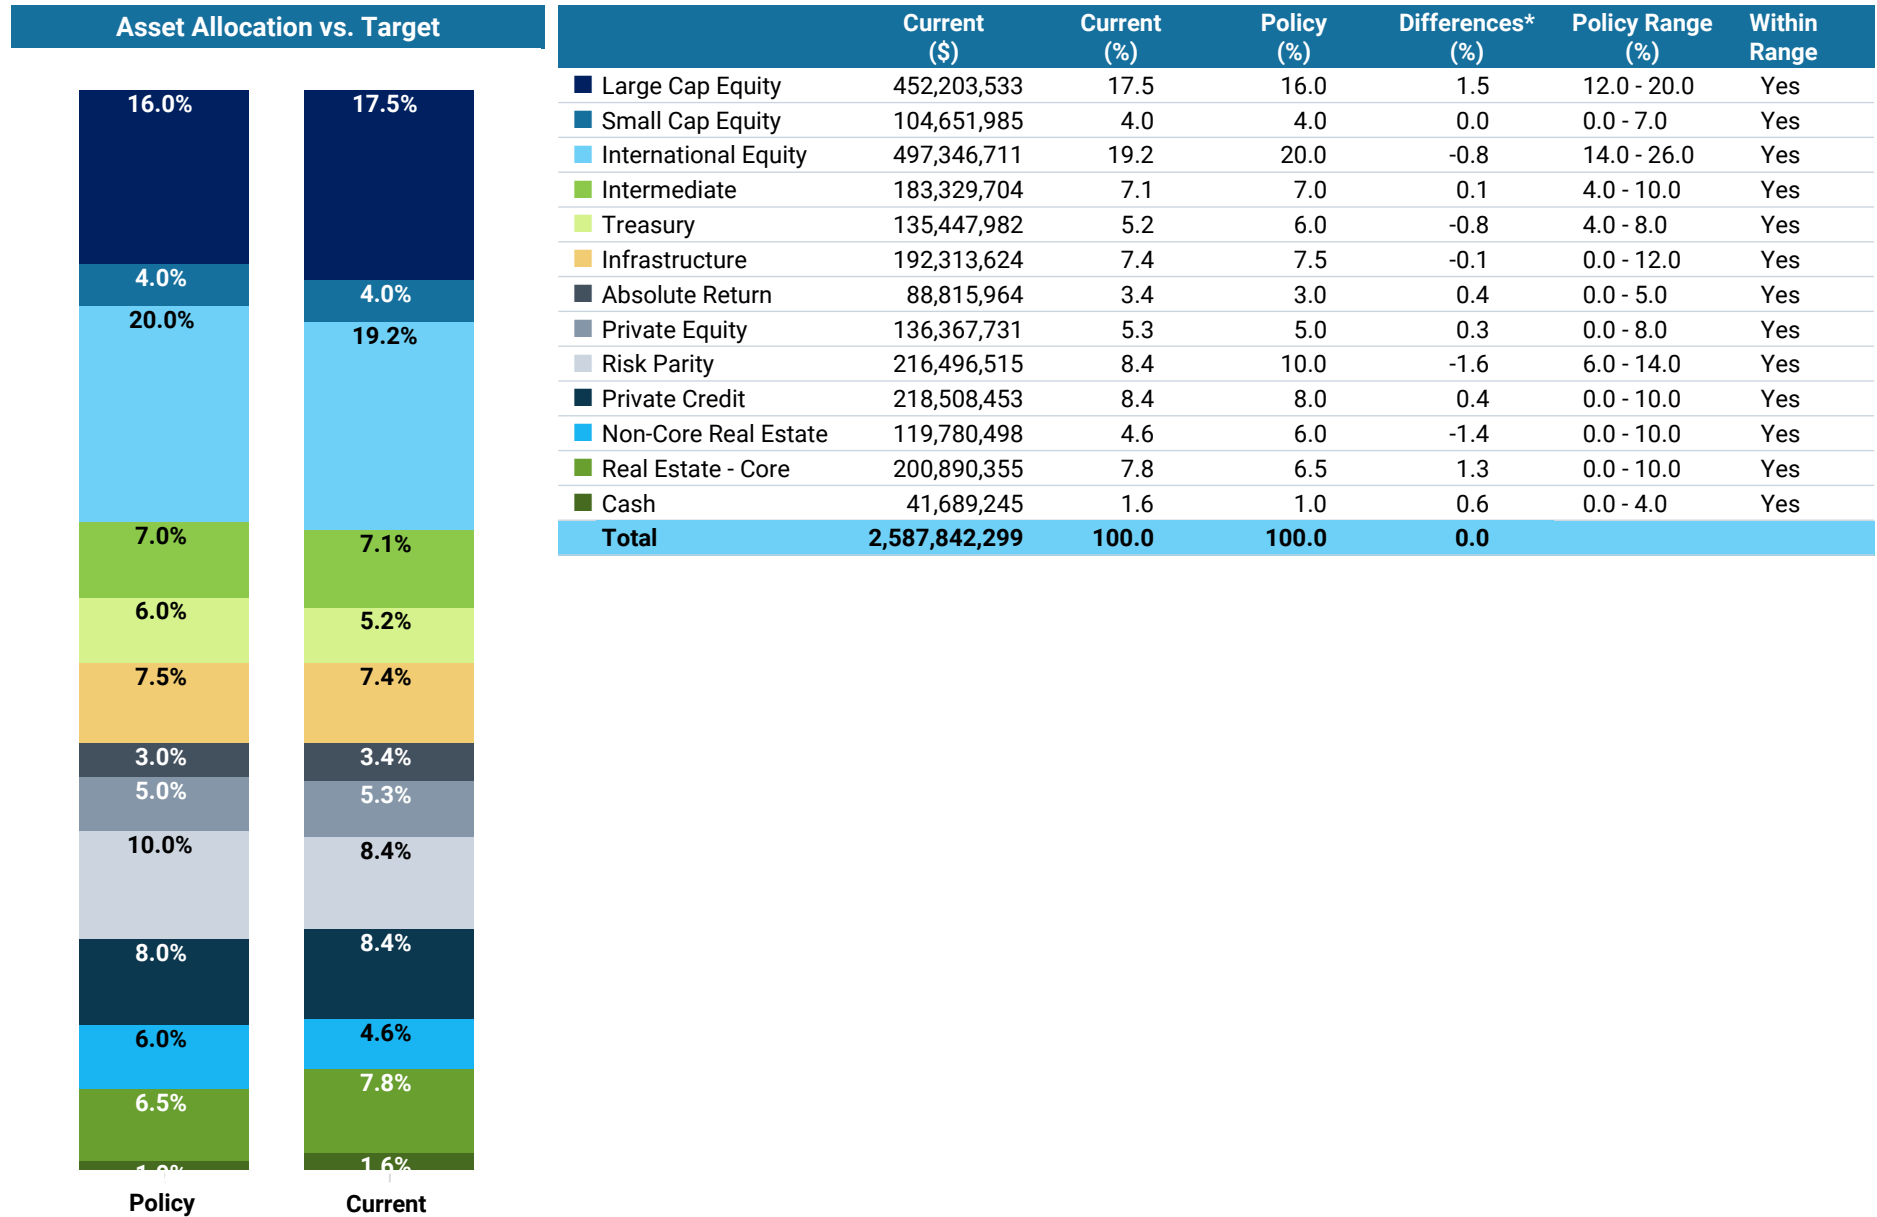 Asset Allocation vs. Target
16.0%
4.0%
20.0%
7.0%
6.0%
7.5%
3.0%
5.0%
10.0%
8.0%
6.0%
6.5%
Policy
17.5%
4.0%
19.2%
7.1%
5.2%
7.4%
3.4%
5.3%
8.4%
8.4%
4.6%
7.8%
1.6%
Current
Current ($) Current (%) Policy (%) Differences* (%) Policy Range (%) Within Range
Large Cap Equity 452,203,533 17.5 16.0 1.5 12.0 - 20.0 Yes
Small Cap Equity 104,651,985 4.0 4.0 0.0 0.0 - 7.0 Yes
International Equity 497,346,711 19.2 20.0 -0.8 14.0 - 26.0 Yes
Intermediate 183,329,704 7.1 7.0 0.1 4.0 - 10.0 Yes
Treasury 135,447,982 5.2 6.0 -0.8 4.0 - 8.0 Yes
Infrastructure 192,313,624 7.4 7.5 -0.1 0.0 - 12.0 Yes
Absolute Return 88,815,964 3.4 3.0 0.4 0.0 - 5.0 Yes
Private Equity 136,367,731 5.3 5.0 0.3 0.0 - 8.0 Yes
Risk Parity 216,496,515 8.4 10.0 -1.6 6.0 - 14.0 Yes
Private Credit 218,508,453 8.4 8.0 0.4 0.0 - 10.0 Yes
Non-Core Real Estate 119,780,498 4.6 6.0 -1.4 0.0 - 10.0 Yes
Real Estate - Core 200,890,355 7.8 6.5 1.3 0.0 - 10.0 Yes
Cash 41,689,245 1.6 1.0 0.6 0.0 - 4.0 Yes
Total 2,587,842,299 100.0 100.0 0.0